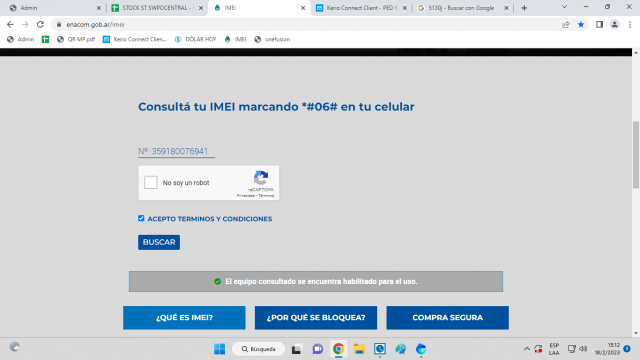 Admin
STOCK ST SWPOCENTRAL -
IMEI
Kerio Connect Client - PED F
5130j - Buscar con Google
enacom.gob.ar/imei
Admin
QR MP.pdf
Kerio Connect Clien...
DOLAR HOY
IMEI
onefusion
Consultá tu IMEI marcando *#06# en tu celular
Nº 359180076941
No soy un robot
reCAPTCHA
Privacidad - Términos
ACEPTO TERMINOS Y CONDICIONES
BUSCAR
El equipo consultado se encuentra habilitado para el uso.
¿QUÉ ES IMEI?
¿POR QUÉ SE BLOQUEA?
COMPRA SEGURA
Búsqueda
ESP
LAA
15:12
18/2/2023